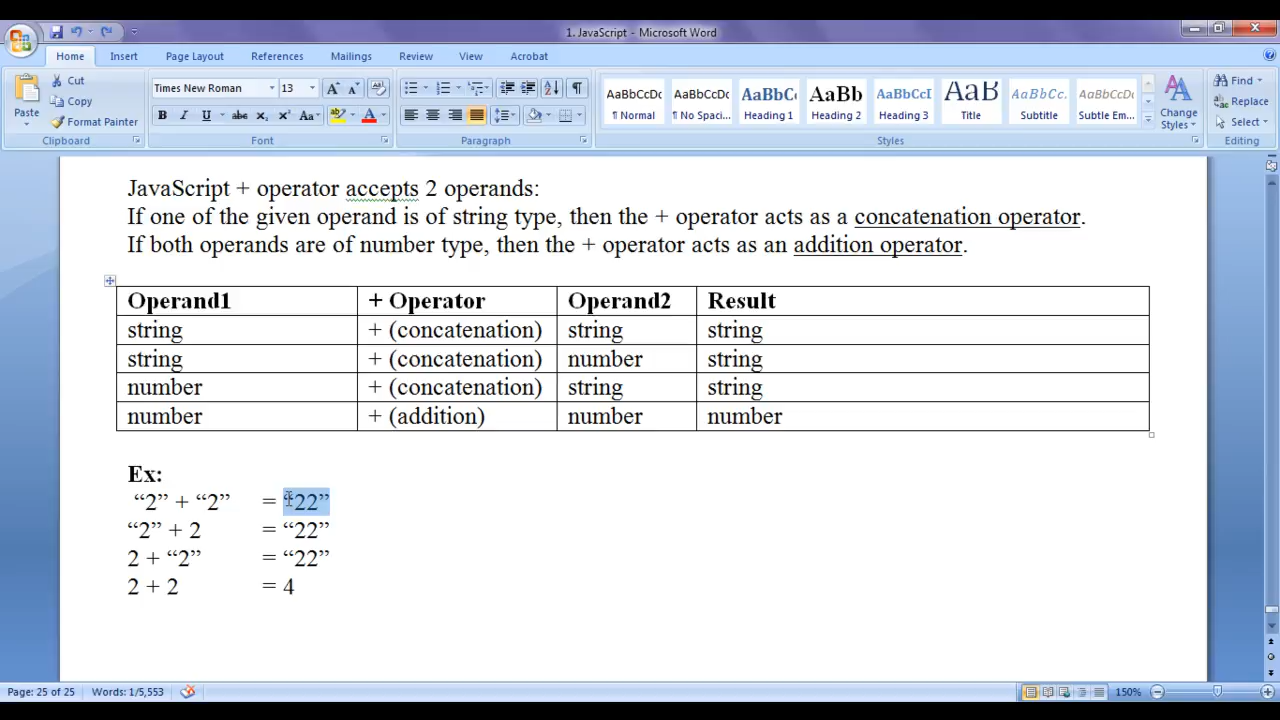 1. JavaScript - Microsoft Word
Home Insert Page Layout References Mailings Review View Acrobat
Paste
Cut
Copy
Format Painter
Clipboard
Times New Roman 13
Font
Paragraph
AaBbCcDc AaBbCcDc AaBbC AaBb AaBbCcI AaB AaBbCc AaBbCcDc
¶ Normal ¶ No Spaci... Heading 1 Heading 2 Heading 3 Title Subtitle Subtle Em...
Change Styles
Styles
Find
Replace
Select
Editing
JavaScript + operator accepts 2 operands:
If one of the given operand is of string type, then the + operator acts as a concatenation operator.
If both operands are of number type, then the + operator acts as an addition operator.
Operand1 + Operator Operand2 Result
string + (concatenation) string string
string + (concatenation) number string
number + (concatenation) string string
number + (addition) number number
Ex:
“2” + “2” = “22”
“2” + 2 = “22”
2 + “2” = “22”
2 + 2 = 4
Page: 25 of 25 Words: 1/5,553 150%